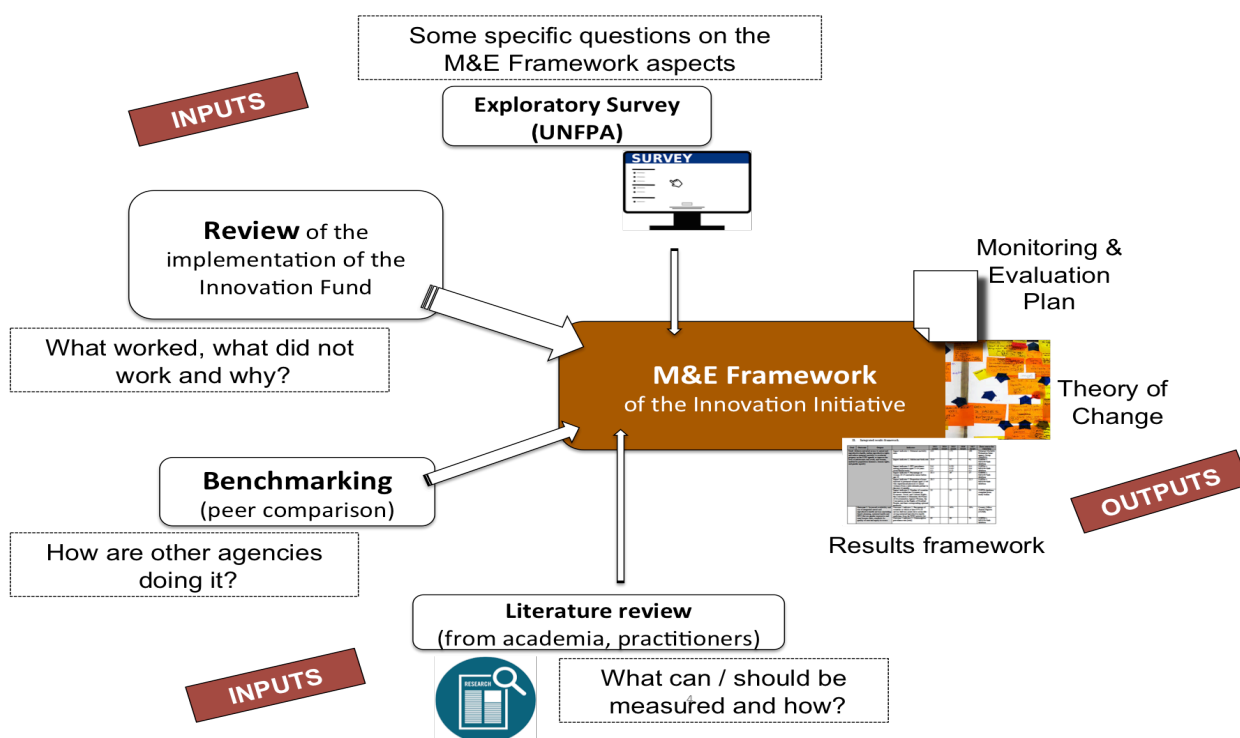 Some specific questions on the
M&E Framework aspects
INPUTS
Exploratory Survey
(UNFPA)
SURVEY
Review of the
implementation of the
Innovation Fund
Monitoring &
Evaluation
Plan
What worked, what did not
work and why?
M&E Framework
of the Innovation Initiative
Theory of
Change
Benchmarking
(peer comparison)
OUTPUTS
How are other agencies
doing it?
Results framework
Literature review
(from academia, practitioners)
INPUTS
RESEARCH
What can / should be
measured and how?
4